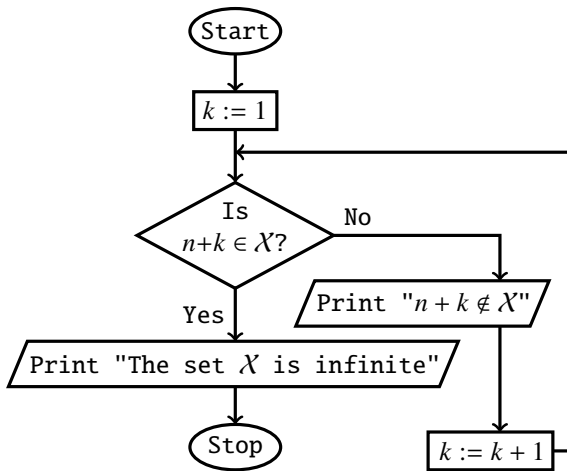 Start
k := 1
Is
n+k ∈ 𝒳?
No
Print "n + k ∉ 𝒳"
Yes
Print "The set 𝒳 is infinite"
Stop
k := k + 1